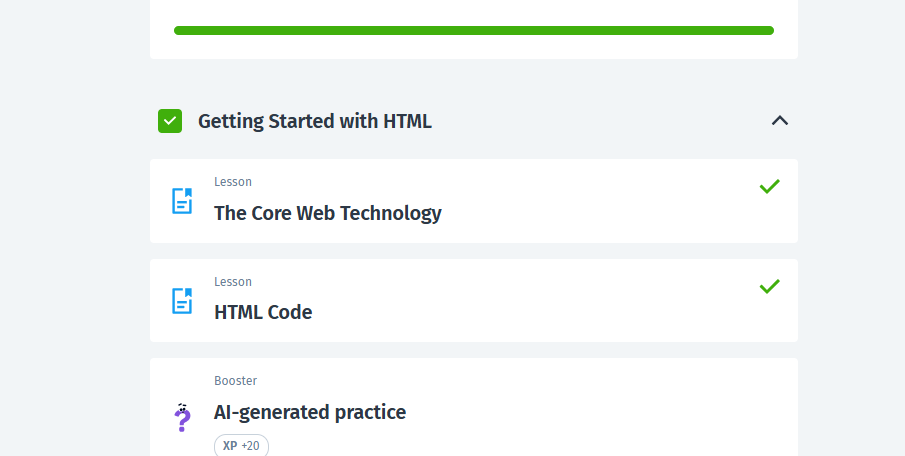 Getting Started with HTML
Lesson
The Core Web Technology
Lesson
HTML Code
Booster
AI-generated practice
XP +20